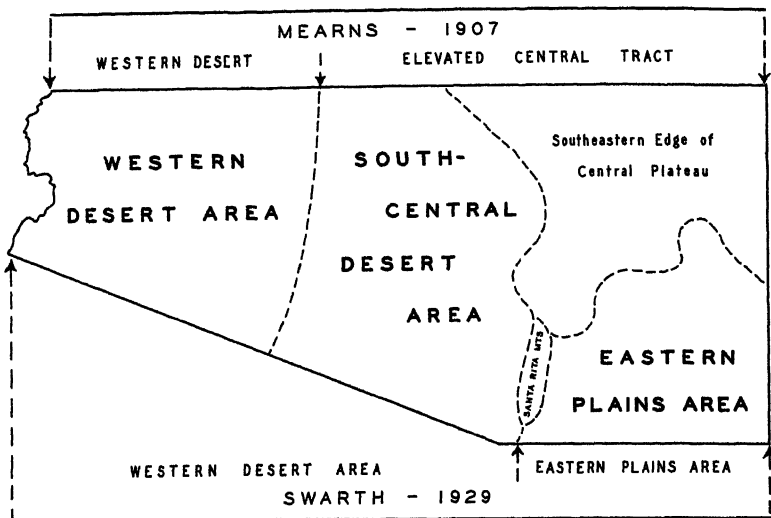 MEARNS - 1907
WESTERN DESERT
ELEVATED CENTRAL TRACT
WESTERN
DESERT AREA
SOUTH-
CENTRAL
DESERT
AREA
Southeastern Edge of
Central Plateau
SANTA RITA MTS
EASTERN
PLAINS AREA
WESTERN DESERT AREA
EASTERN PLAINS AREA
SWARTH - 1929